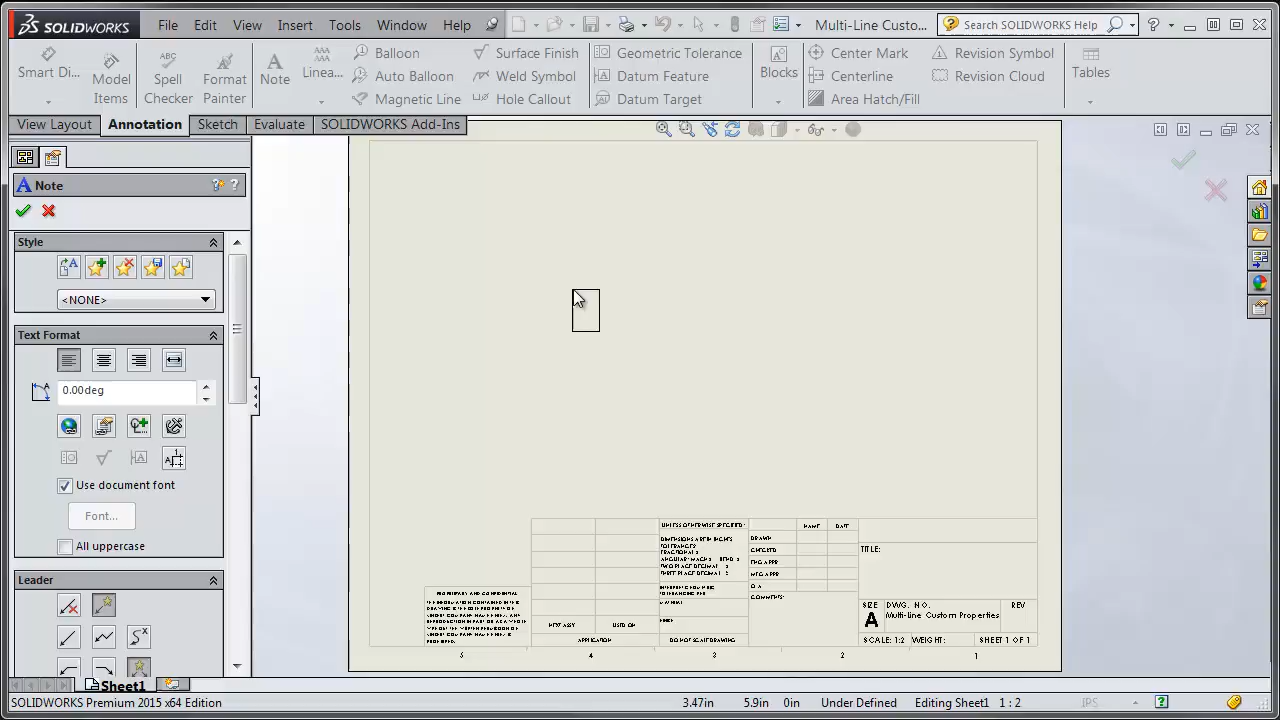 SOLIDWORKS File Edit View Insert Tools Window Help Multi-Line Custo... Search SOLIDWORKS Help
Smart Di... Model Items Spell Checker Format Painter Note Linea... Balloon Auto Balloon Magnetic Line Surface Finish Weld Symbol Hole Callout Geometric Tolerance Datum Feature Datum Target Blocks Center Mark Centerline Area Hatch/Fill Revision Symbol Revision Cloud Tables
View Layout Annotation Sketch Evaluate SOLIDWORKS Add-Ins
Note
Style
<NONE>
Text Format
0.00deg
Use document font
Font...
All uppercase
Leader
UNLESS OTHERWISE SPECIFIED:
NAME DATE
DRAWN
CHECKED
ENG APPR.
MFG APPR.
Q.A.
COMMENTS:
TITLE:
SIZE DWG. NO. REV
A Multi-line Custom Properties
SCALE: 1:2 WEIGHT: SHEET 1 OF 1
PROPRIETARY AND CONFIDENTIAL
NEXT ASSY USED ON
APPLICATION DO NOT SCALE DRAWING
5 4 3 2 1
Sheet1
SOLIDWORKS Premium 2015 x64 Edition 3.47in 5.9in 0in Under Defined Editing Sheet1 1 : 2 IPS